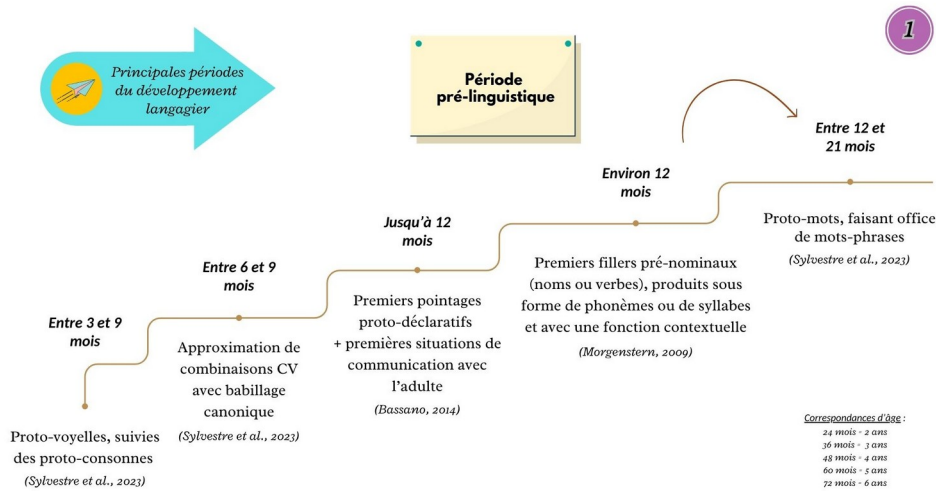 Principales périodes
du développement
langagier
Période
pré-linguistique
1
Entre 3 et 9
mois
Proto-voyelles, suivies
des proto-consonnes
(Sylvestre et al., 2023)
Entre 6 et 9
mois
Approximation de
combinaisons CV
avec babillage
canonique
(Sylvestre et al., 2023)
Jusqu'à 12
mois
Premiers pointages
proto-déclaratifs
+ premières situations de
communication avec
l'adulte
(Bassano, 2014)
Environ 12
mois
Premiers fillers pré-nominaux
(noms ou verbes), produits sous
forme de phonèmes ou de syllabes
et avec une fonction contextuelle
(Morgenstern, 2009)
Entre 12 et
21 mois
Proto-mots, faisant office
de mots-phrases
(Sylvestre et al., 2023)
Correspondances d'âge :
24 mois - 2 ans
36 mois - 3 ans
48 mois - 4 ans
60 mois - 5 ans
72 mois - 6 ans